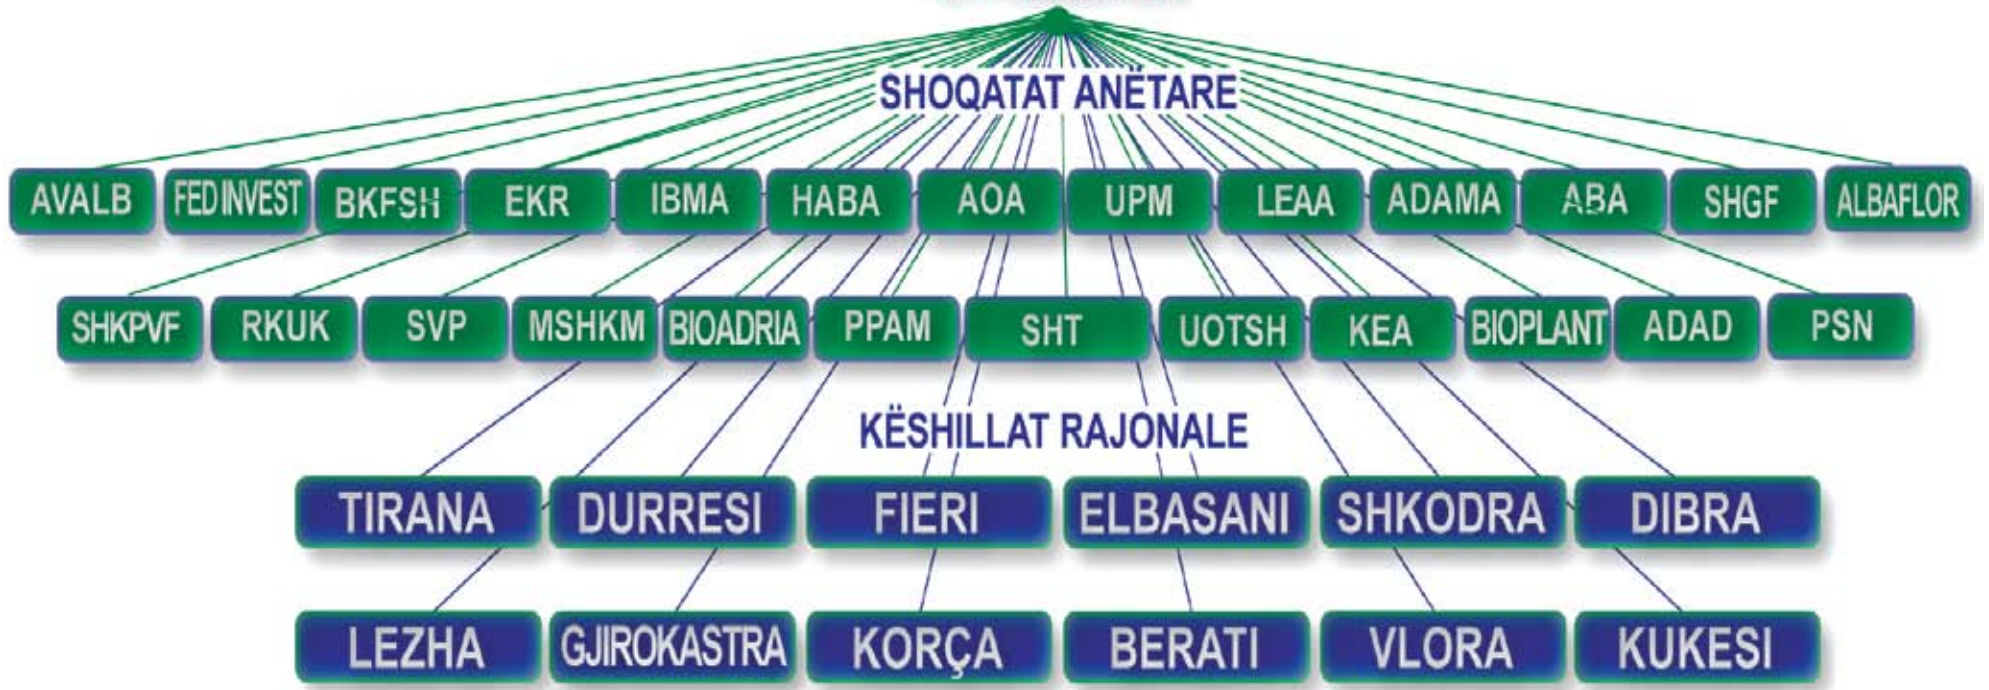 SHOQATAT ANËTARE
AVALB FEDINVEST BKFSH EKR IBMA HABA AOA UPM LEAA ADAMA ABA SHGF ALBAFLOR
SHKPVF RKUK SVP MSHKM BIOADRIA PPAM SHT UOTSH KEA BIOPLANT ADAD PSN
KËSHILLAT RAJONALE
TIRANA DURRESI FIERI ELBASANI SHKODRA DIBRA
LEZHA GJIROKASTRA KORÇA BERATI VLORA KUKESI